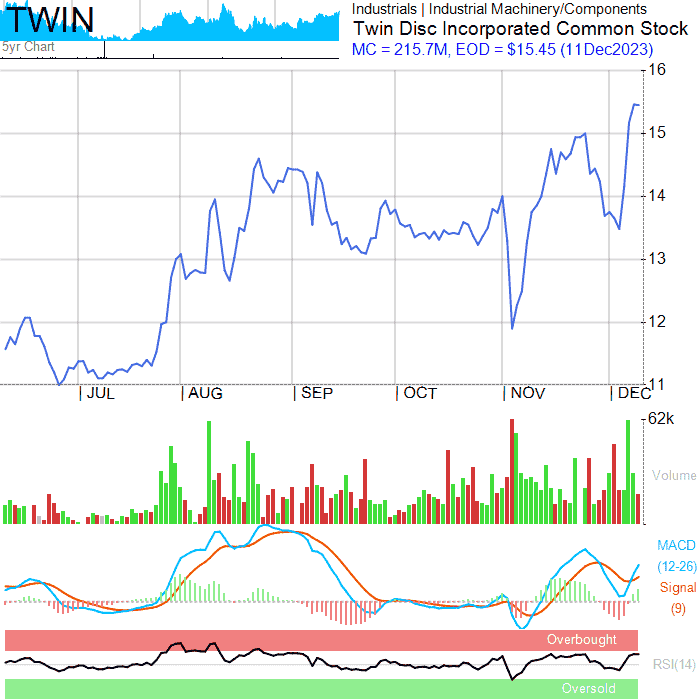 TWIN
5yr Chart
Industrials | Industrial Machinery/Components
Twin Disc Incorporated Common Stock
MC = 215.7M, EOD = $15.45 (11Dec2023)
16
15
14
13
12
11
JUL AUG SEP OCT NOV DEC
62k
Volume
MACD
(12-26)
Signal
(9)
Overbought
RSI(14)
Oversold